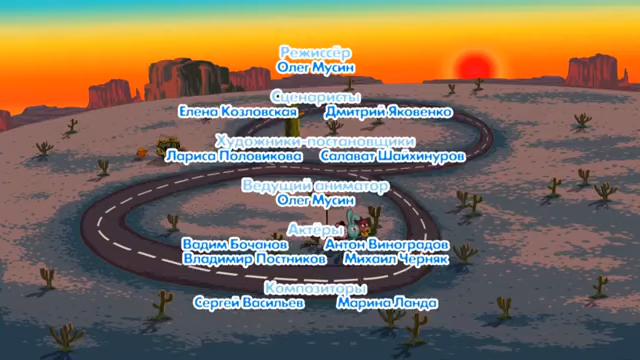 Режиссёр
Олег Мусин
Сценаристы
Елена Козловская Дмитрий Яковенко
Художники-постановщики
Лариса Половикова Салават Шайхинуров
Ведущий аниматор
Олег Мусин
Актёры
Вадим Бочанов Антон Виноградов
Владимир Постников Михаил Черняк
Композиторы
Сергей Васильев Марина Ланда